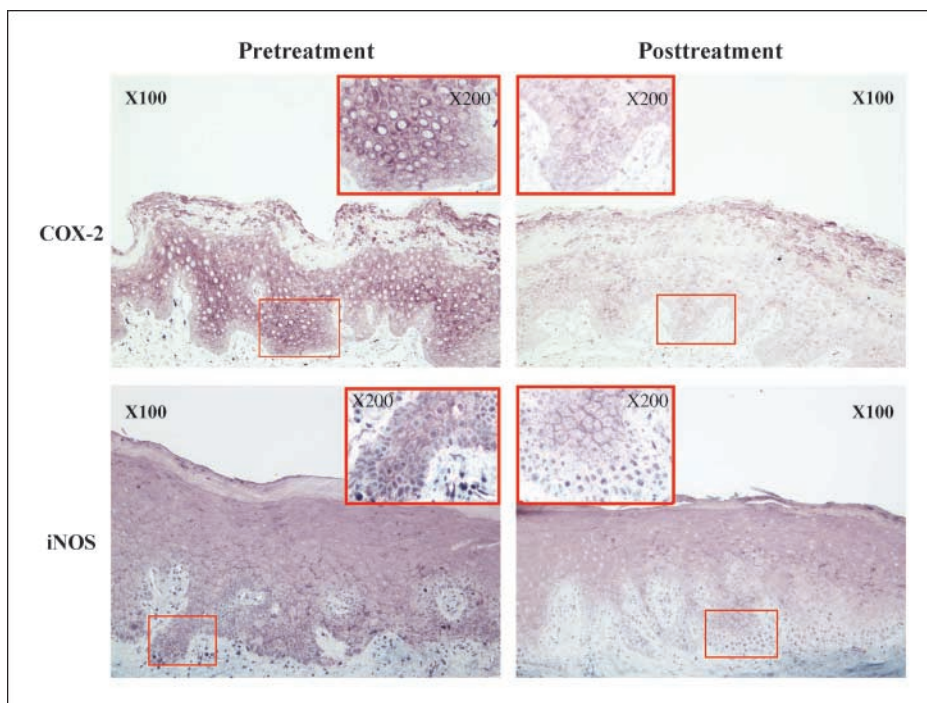 Pretreatment Posttreatment
X100 X200 X200 X100
COX-2
X100 X200 X200 X100
iNOS